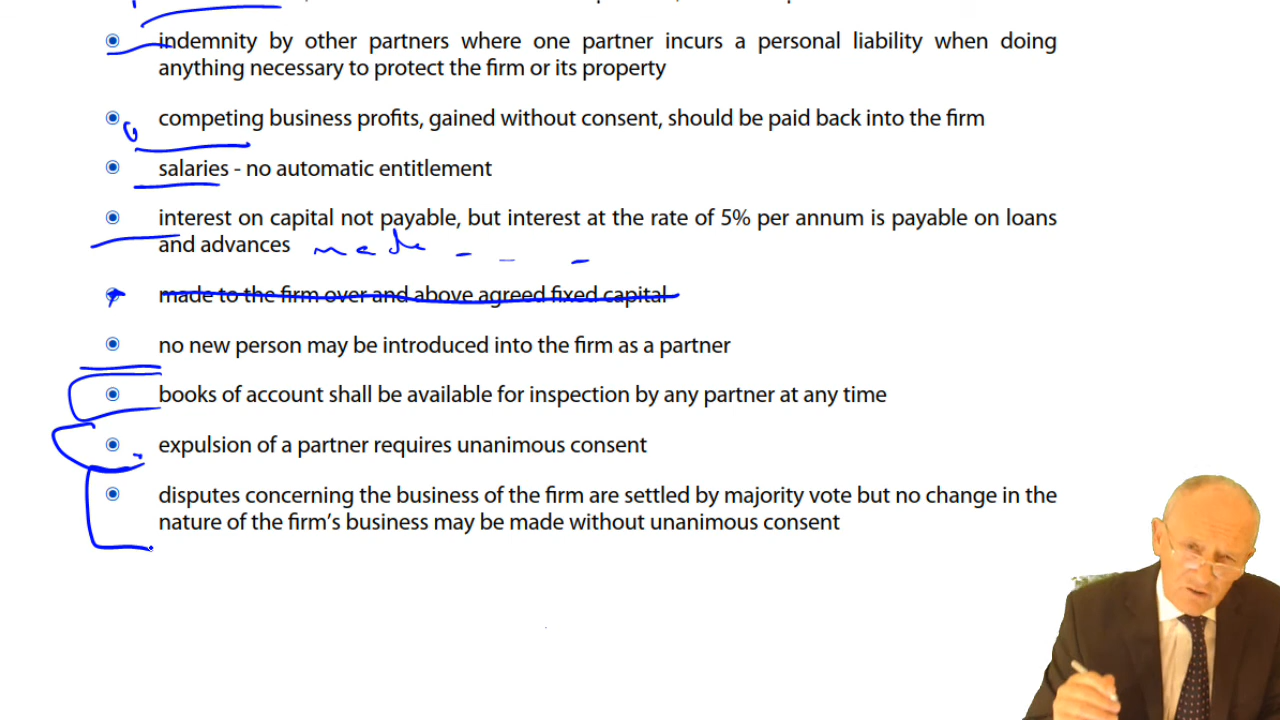 indemnity by other partners where one partner incurs a personal liability when doing
anything necessary to protect the firm or its property
competing business profits, gained without consent, should be paid back into the firm
salaries - no automatic entitlement
interest on capital not payable, but interest at the rate of 5% per annum is payable on loans
and advances made - - -
made to the firm over and above agreed fixed capital
no new person may be introduced into the firm as a partner
books of account shall be available for inspection by any partner at any time
expulsion of a partner requires unanimous consent
disputes concerning the business of the firm are settled by majority vote but no change in the
nature of the firm's business may be made without unanimous consent